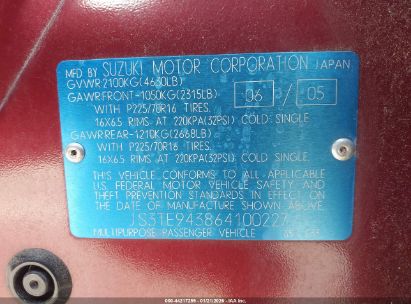 MFD BY SUZUKI MOTOR CORPORATION JAPAN
GVWR:2100KG(4630LB)
GAWR:FRONT-1050KG(2315LB) 06 / 05
WITH P225/70R16 TIRES,
16X6.5 RIMS AT 220KPA(32PSI) COLD SINGLE.
GAWR:REAR-1210KG(2668LB)
WITH P225/70R16 TIRES,
16X6.5 RIMS AT 220KPA(32PSI) COLD SINGLE.
THIS VEHICLE CONFORMS TO ALL APPLICABLE
U.S. FEDERAL MOTOR VEHICLE SAFETY AND
THEFT PREVENTION STANDARDS IN EFFECT ON
THE DATE OF MANUFACTURE SHOWN ABOVE.
JS3TE943864100227
MULTIPURPOSE PASSENGER VEHICLE